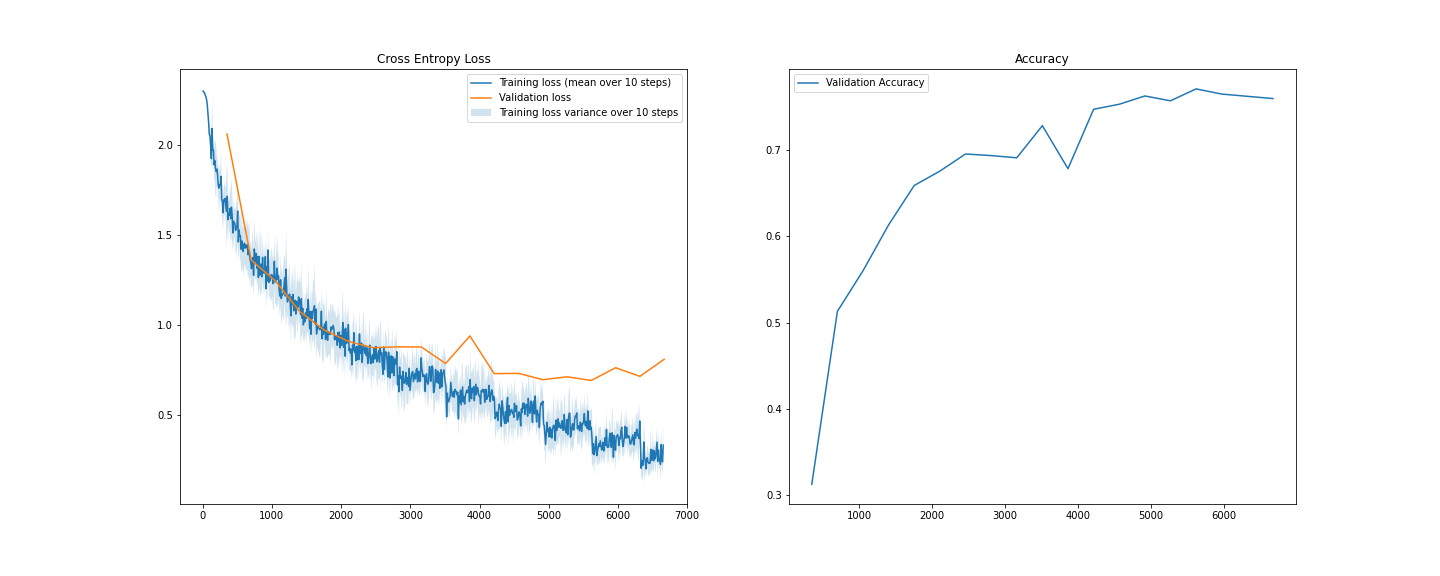 Cross Entropy Loss
Training loss (mean over 10 steps)
Validation loss
Training loss variance over 10 steps
2.0
1.5
1.0
0.5
0 1000 2000 3000 4000 5000 6000 7000
Accuracy
Validation Accuracy
0.7
0.6
0.5
0.4
0.3
1000 2000 3000 4000 5000 6000